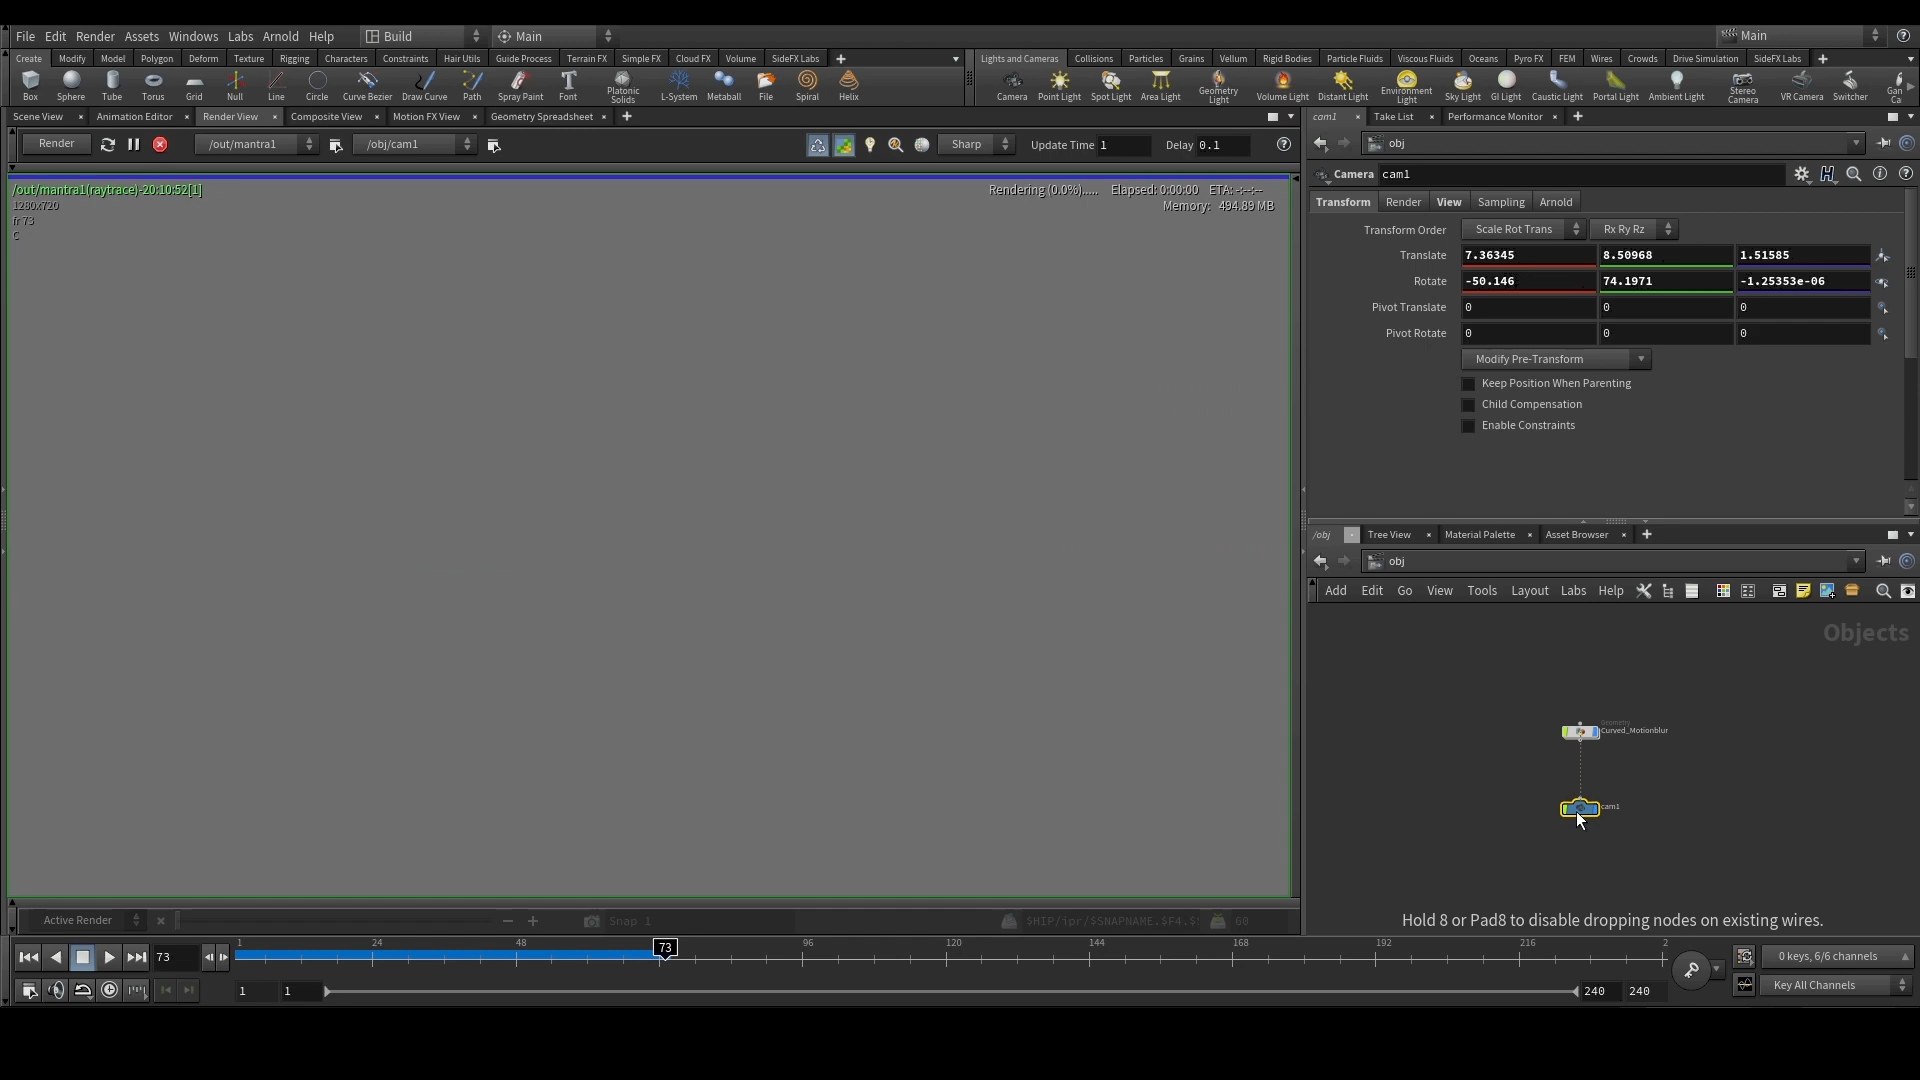 File Edit Render Assets Windows Labs Arnold Help Build Main Main
Create Modify Model Polygon Deform Texture Rigging Characters Constraints Hair Utils Guide Process Terrain FX Simple FX Cloud FX Volume SideFX Labs
Lights and Cameras Collisions Particles Grains Vellum Rigid Bodies Particle Fluids Viscous Fluids Oceans Pyro FX FEM Wires Crowds Drive Simulation SideFX Labs
Box Sphere Tube Torus Grid Null Line Circle Curve Bezier Draw Curve Path Spray Paint Font Platonic Solids L-System Metaball File Spiral Helix
Camera Point Light Spot Light Area Light Geometry Light Volume Light Distant Light Environment Light Sky Light GI Light Caustic Light Portal Light Ambient Light Stereo Camera VR Camera Switcher Gan Ca
Scene View Animation Editor Render View Composite View Motion FX View Geometry Spreadsheet
Render /out/mantra1 /obj/cam1 Sharp Update Time 1 Delay 0.1
/out/mantra1(raytrace)-20:10:52[1]
1280x720
fr 73
C
Rendering (0.0%)..... Elapsed: 0:00:00 ETA: -:--:--
Memory: 494.89 MB
cam1 Take List Performance Monitor
obj
Camera cam1
Transform Render View Sampling Arnold
Transform Order Scale Rot Trans Rx Ry Rz
Translate 7.36345 8.50968 1.51585
Rotate -50.146 74.1971 -1.25353e-06
Pivot Translate 0 0 0
Pivot Rotate 0 0 0
Modify Pre-Transform
Keep Position When Parenting
Child Compensation
Enable Constraints
/obj Tree View Material Palette Asset Browser
obj
Add Edit Go View Tools Layout Labs Help
Objects
Geometry
Curved_Motionblur
cam1
Hold 8 or Pad8 to disable dropping nodes on existing wires.
Active Render Snap 1 $HIP/ipr/$SNAPNAME.$F4.$ 60
73 1 24 48 73 96 120 144 168 192 216 2
0 keys, 6/6 channels
1 1 240 240
Key All Channels